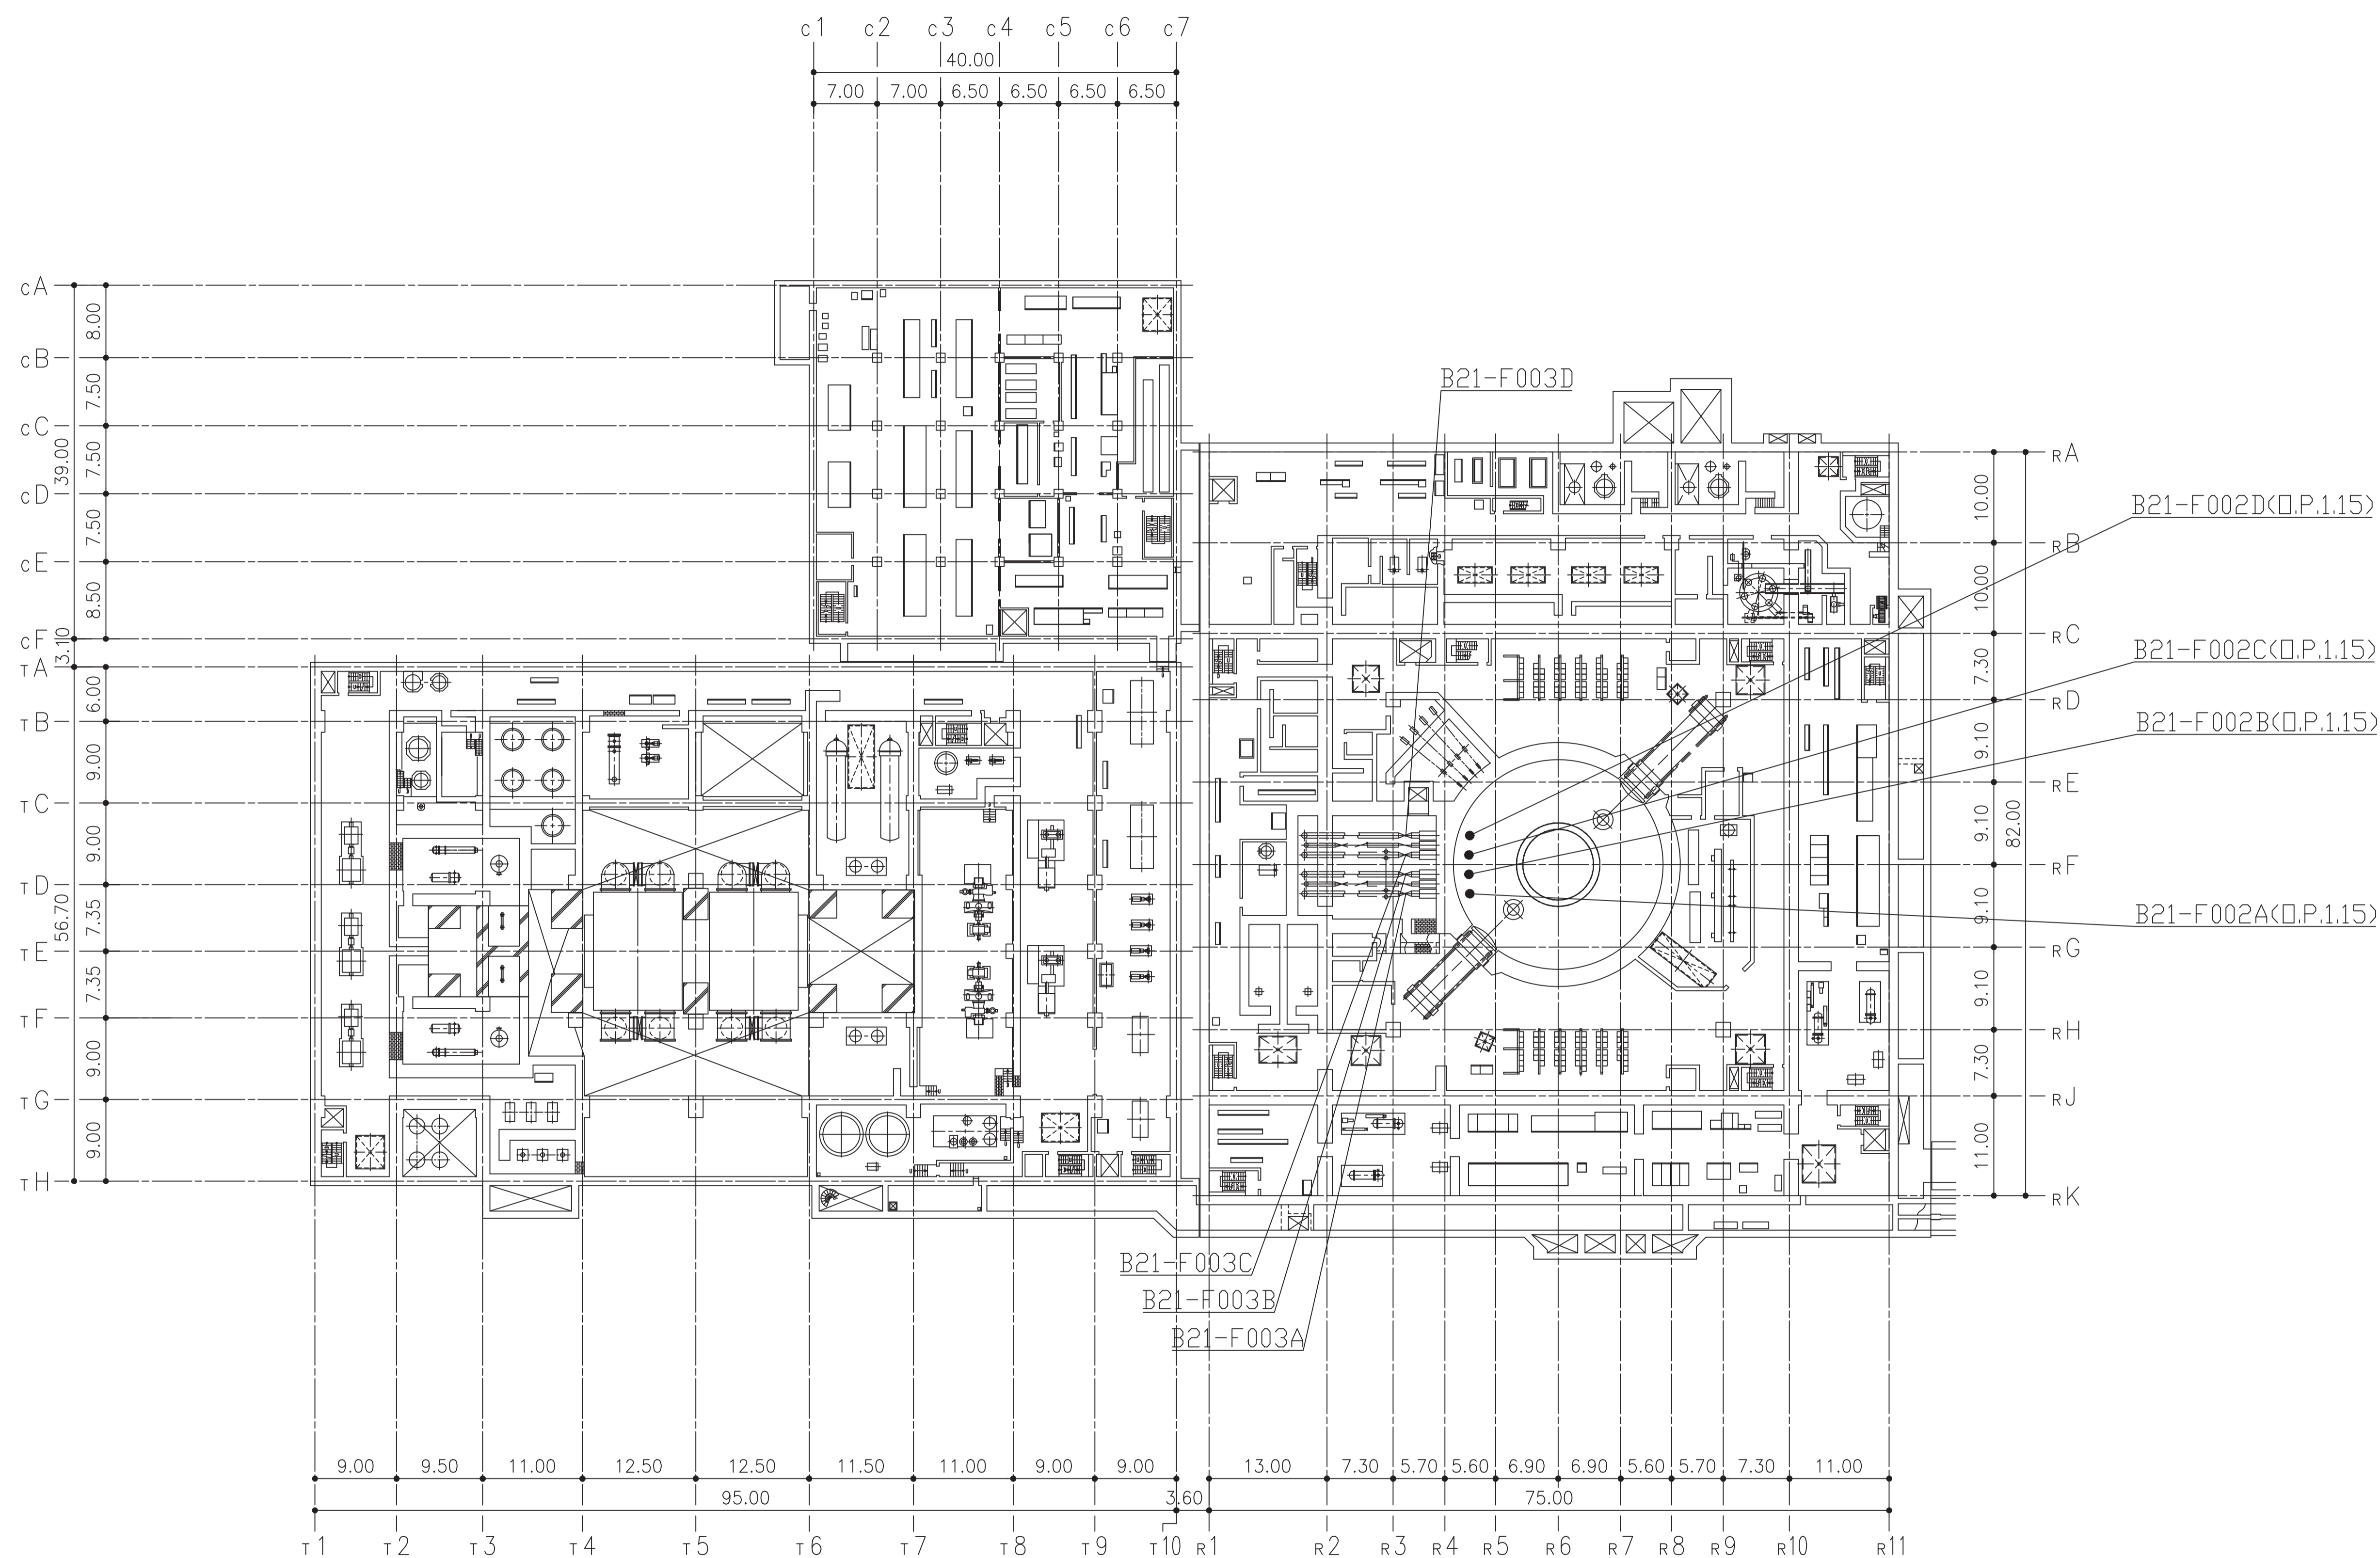 c1 c2 c3 c4 c5 c6 c7
40.00
7.00 7.00 6.50 6.50 6.50 6.50
cA
8.00
cB
7.50
cC
39.00
7.50
cD
7.50
cE
8.50
cF
3.10
TA
6.00
TB
9.00
TC
9.00
TD
56.70
7.35
TE
7.35
TF
9.00
TG
9.00
TH
B21-F003D
RA
10.00
B21-F002D(O.P.1.15)
RB
10.00
RC
B21-F002C(O.P.1.15)
7.30
RD
B21-F002B(O.P.1.15)
9.10
RE
9.10
82.00
RF
9.10
B21-F002A(O.P.1.15)
RG
9.10
RH
7.30
RJ
11.00
RK
B21-F003C
B21-F003B
B21-F003A
9.00 9.50 11.00 12.50 12.50 11.50 11.00 9.00 9.00 13.00 7.30 5.70 5.60 6.90 6.90 5.60 5.70 7.30 11.00
95.00 3.60 75.00
T1 T2 T3 T4 T5 T6 T7 T8 T9 T10 R1 R2 R3 R4 R5 R6 R7 R8 R9 R10 R11